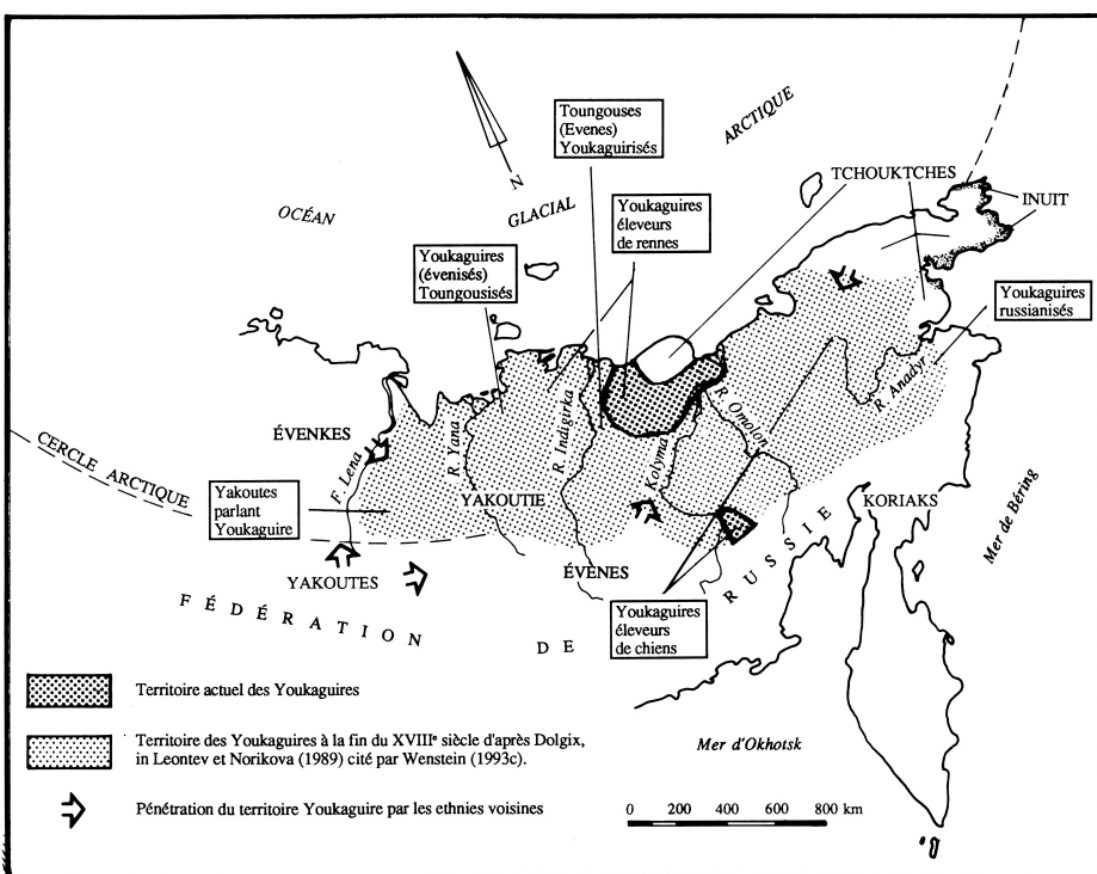 Toungouses
(Evenes)
Youkaguirisés
ARCTIQUE
TCHOUKTCHES
N
INUIT
OCÉAN
GLACIAL
Youkaguires
éleveurs
de rennes
Youkaguires
(évenisés)
Toungousisés
Youkaguires
russianisés
R. Anadyr
R. Omolon
R. Indigirka
Kolyma
R. Yana
F. Lena
ÉVENKES
CERCLE ARCTIQUE
Yakoutes
parlant
Youkaguire
YAKOUTIE
KORIAKS
Mer de Béring
YAKOUTES
ÉVENES
FÉDÉRATION DE RUSSIE
Youkaguires
éleveurs
de chiens
Territoire actuel des Youkaguires
Territoire des Youkaguires à la fin du XVIIIe siècle d'après Dolgix,
in Leontev et Norikova (1989) cité par Wenstein (1993c).
Mer d'Okhotsk
Pénétration du territoire Youkaguire par les ethnies voisines
0 200 400 600 800 km